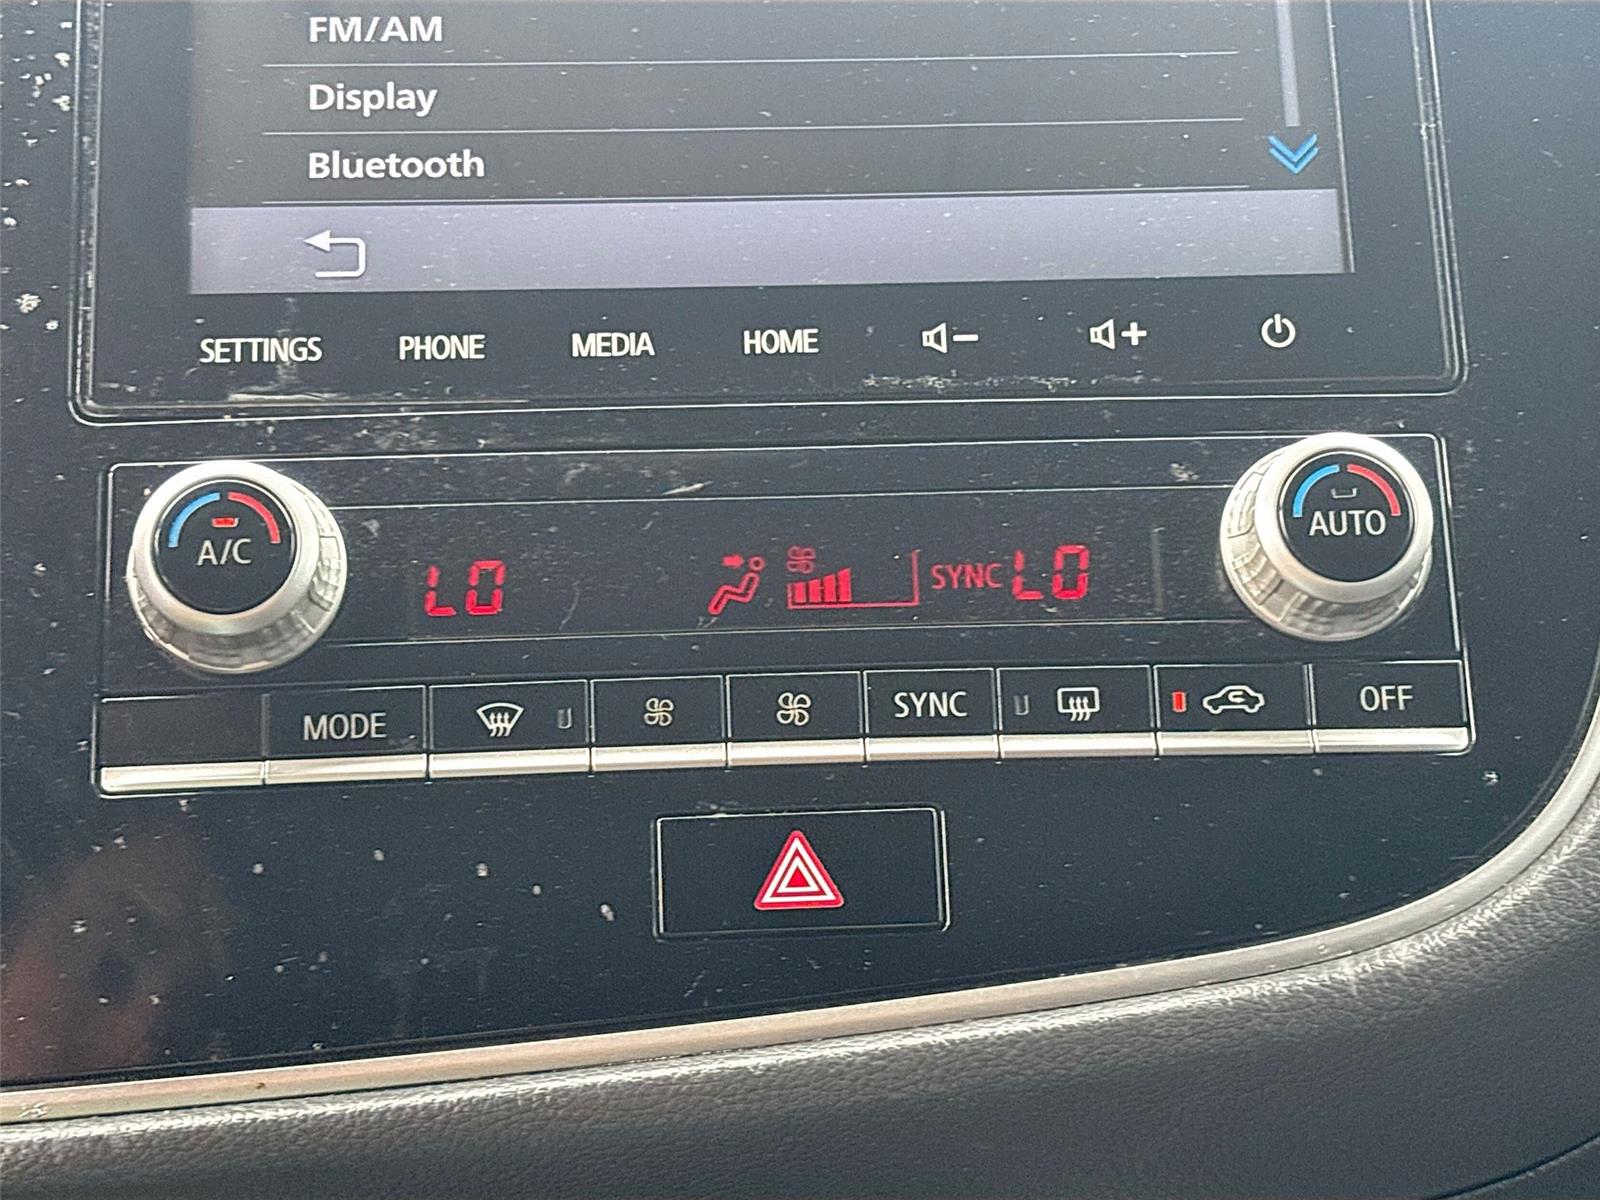 FM/AM
Display
Bluetooth
SETTINGS PHONE MEDIA HOME
A/C AUTO
LO SYNC LO
MODE SYNC OFF